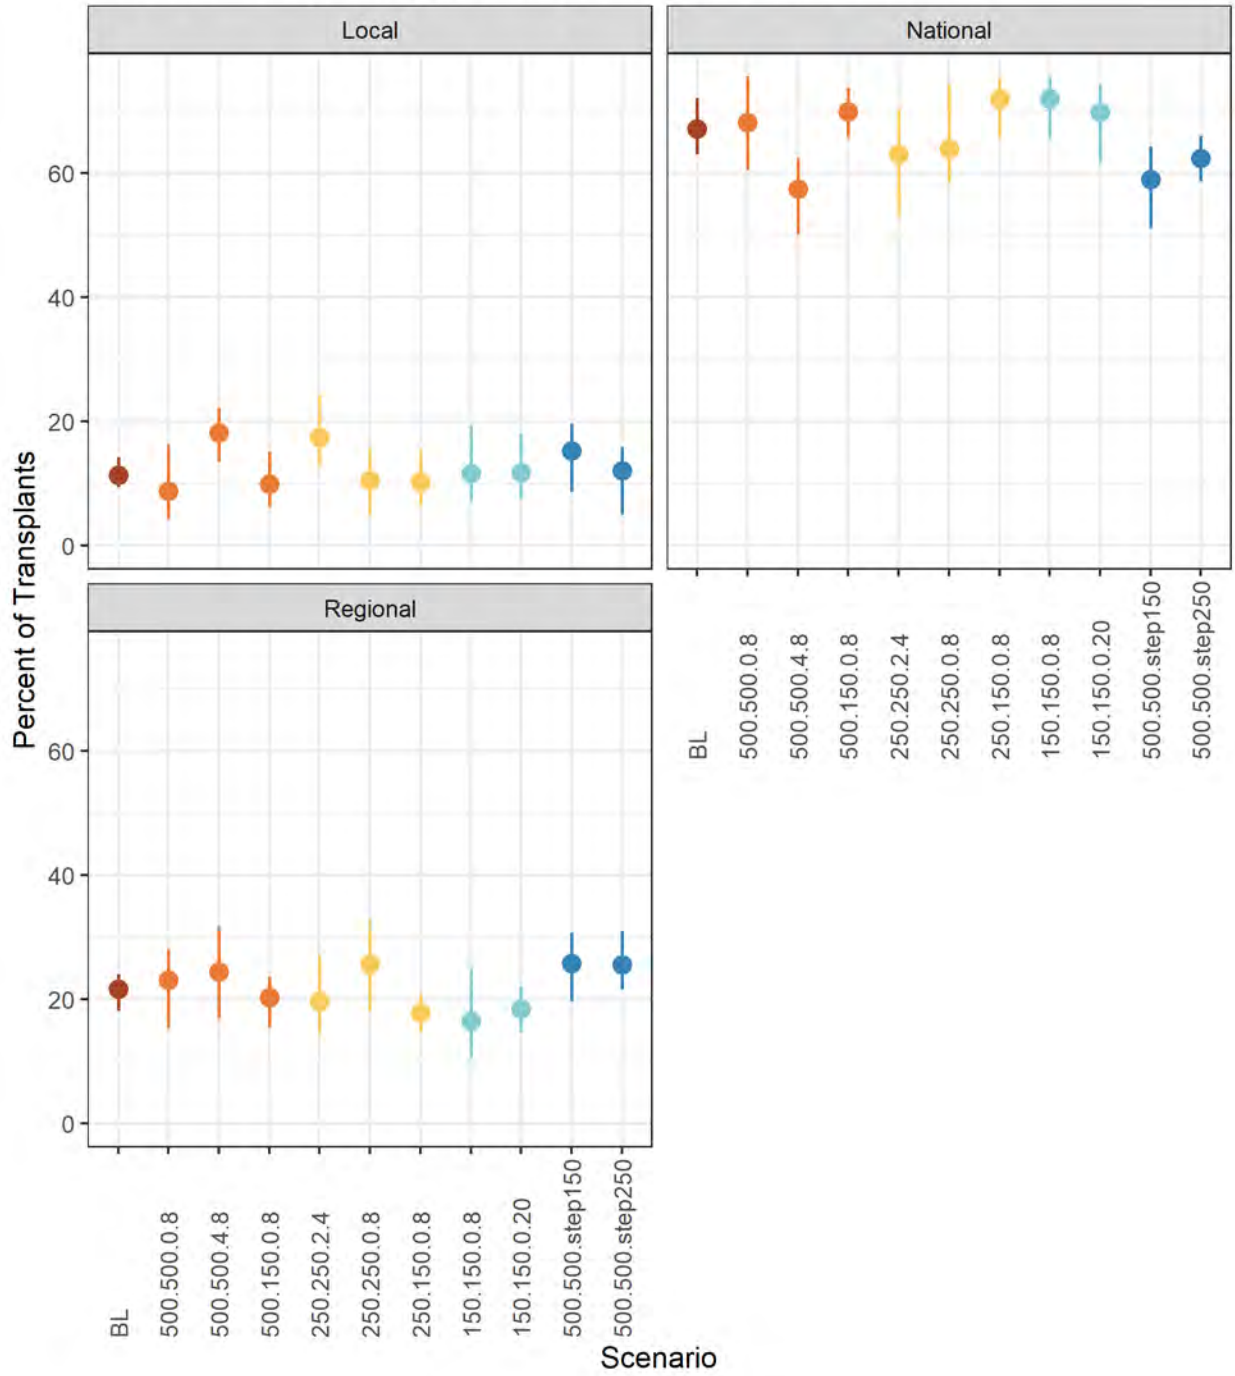 Local
National
60
40
20
0
Percent of Transplants
Regional
BL
500.500.0.8
500.500.4.8
500.150.0.8
250.250.2.4
250.250.0.8
250.150.0.8
150.150.0.8
150.150.0.20
500.500.step150
500.500.step250
60
40
20
0
BL
500.500.0.8
500.500.4.8
500.150.0.8
250.250.2.4
250.250.0.8
250.150.0.8
150.150.0.8
150.150.0.20
500.500.step150
500.500.step250
Scenario